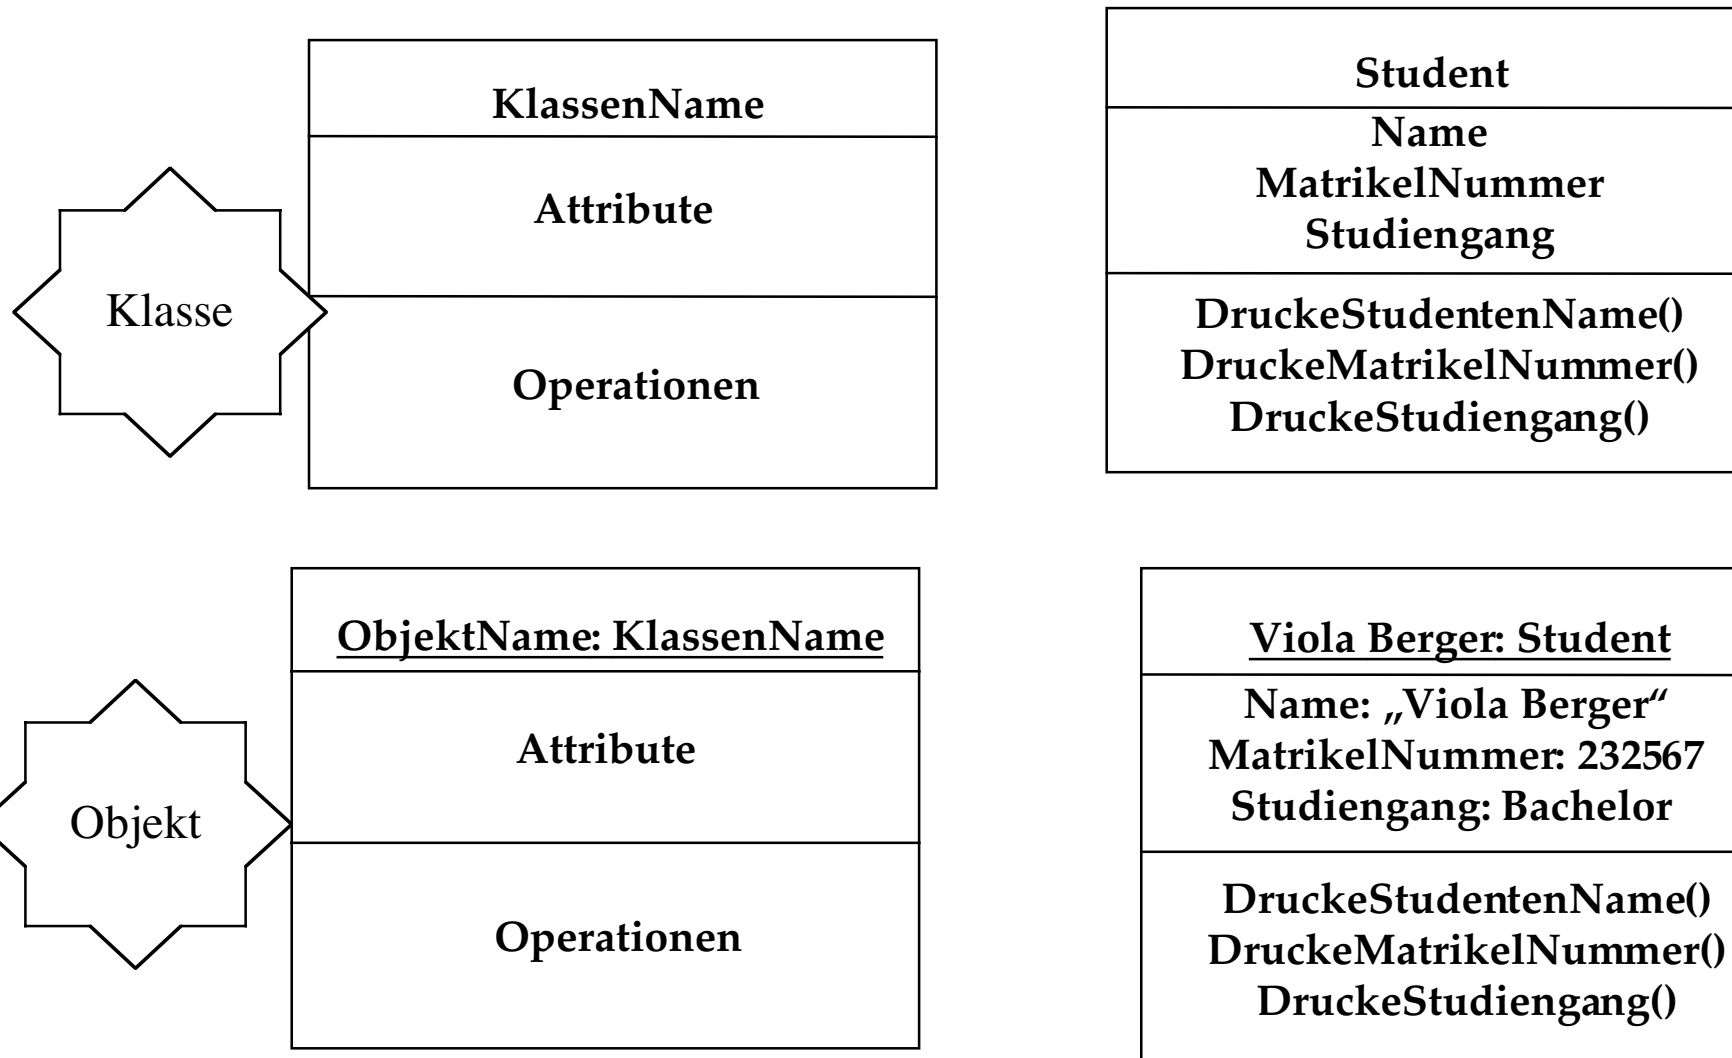 KlassenName
Attribute
Klasse
Operationen
Student
Name
MatrikelNummer
Studiengang
DruckeStudentenName()
DruckeMatrikelNummer()
DruckeStudiengang()
ObjektName: KlassenName
Attribute
Objekt
Operationen
Viola Berger: Student
Name: „Viola Berger“
MatrikelNummer: 232567
Studiengang: Bachelor
DruckeStudentenName()
DruckeMatrikelNummer()
DruckeStudiengang()